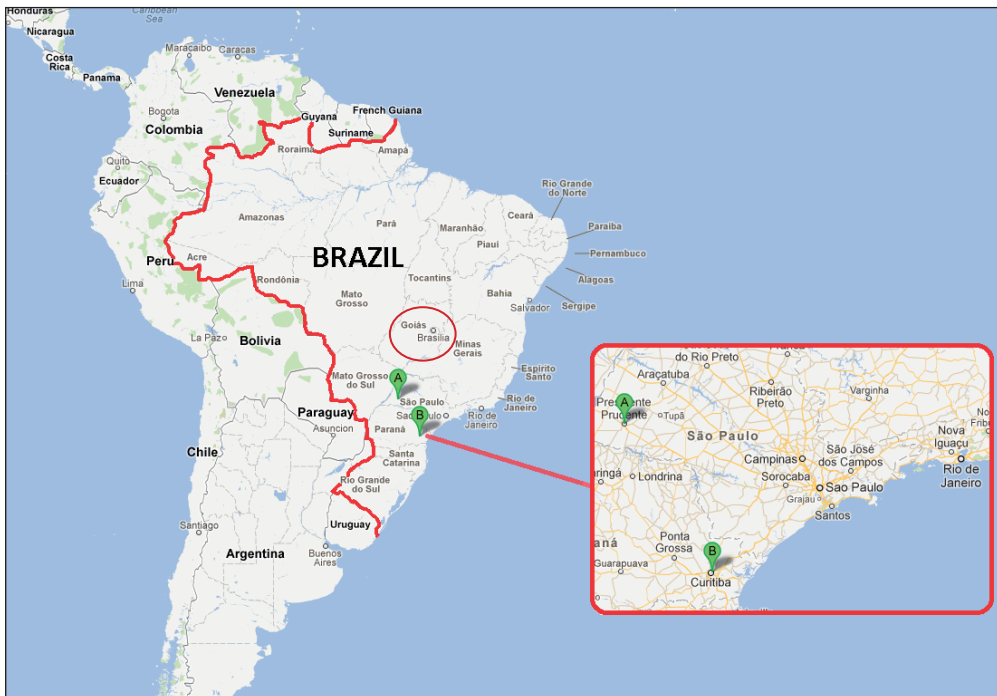 Honduras
Caribbean
Sea
Nicaragua
Costa
Rica
Panama
Maracaibo
Caracas
Venezuela
Bogota
Colombia
Guyana
French Guiana
Suriname
Roraima
Amapá
Quito
Ecuador
Rio Grande
do Norte
Amazonas
Pará
Maranhão
Ceará
Paraiba
Piaui
Pernambuco
Peru
Acre
BRAZIL
Rondônia
Tocantins
Alagoas
Lima
Mato
Grosso
Bahia
Salvador
Sergipe
Goiás
Brasília
La Paz
Bolivia
Minas
Gerais
Mato Grosso
do Sul
Espirito
Santo
A
São Paulo
Rio de
Janeiro
B
Sao Paulo
Rio de
Janeiro
Paraguay
Asuncion
Paraná
Santa
Catarina
Chile
Rio Grande
do Sul
Uruguay
Santiago
Argentina
Buenos
Aires
do Rio Preto
Araçatuba
Ribeirão
Preto
Varginha
A
Presidente
Prudente
Tupã
São Paulo
Nova
Iguaçu
Campinas
São José
dos Campos
Londrina
Sorocaba
Rio de
Janeiro
Sao Paulo
Grajau
Santos
Ponta
Grossa
B
Guarapuava
Curitiba